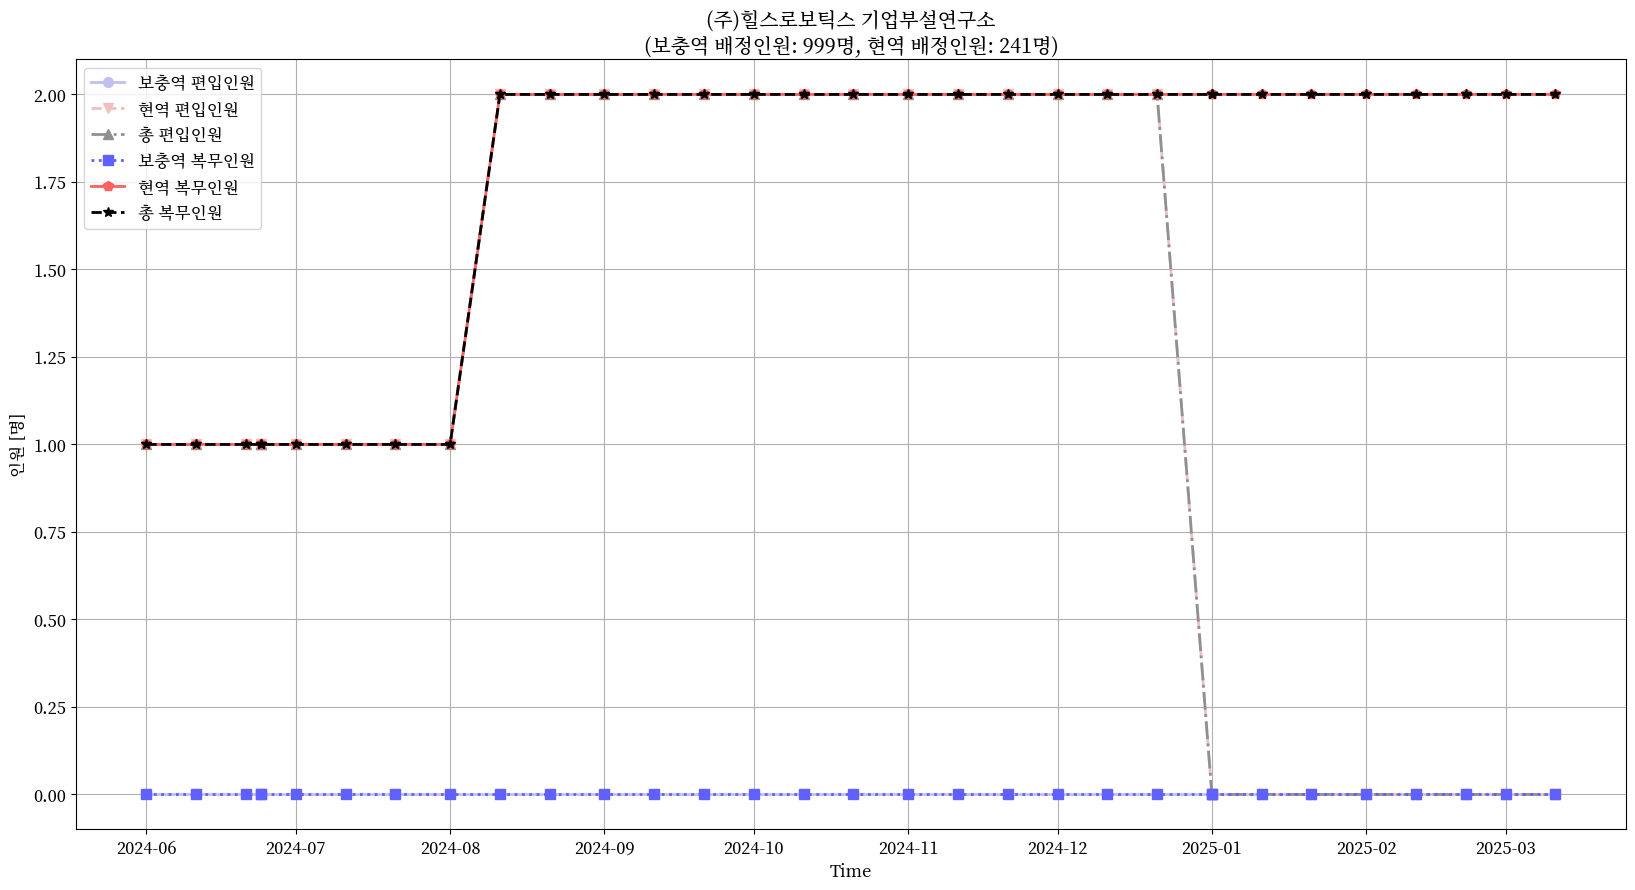 (주)힐스로보틱스 기업부설연구소
(보충역 배정인원: 999명, 현역 배정인원: 241명)
보충역 편입인원
현역 편입인원
총 편입인원
보충역 복무인원
현역 복무인원
총 복무인원
2.00
1.75
1.50
1.25
1.00
0.75
0.50
0.25
0.00
인원 [명]
2024-06 2024-07 2024-08 2024-09 2024-10 2024-11 2024-12 2025-01 2025-02 2025-03
Time